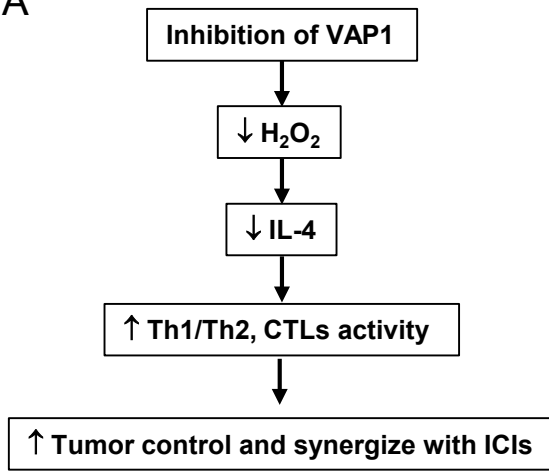 A
Inhibition of VAP1
↓ H₂O₂
↓ IL-4
↑ Th1/Th2, CTLs activity
↑ Tumor control and synergize with ICIs